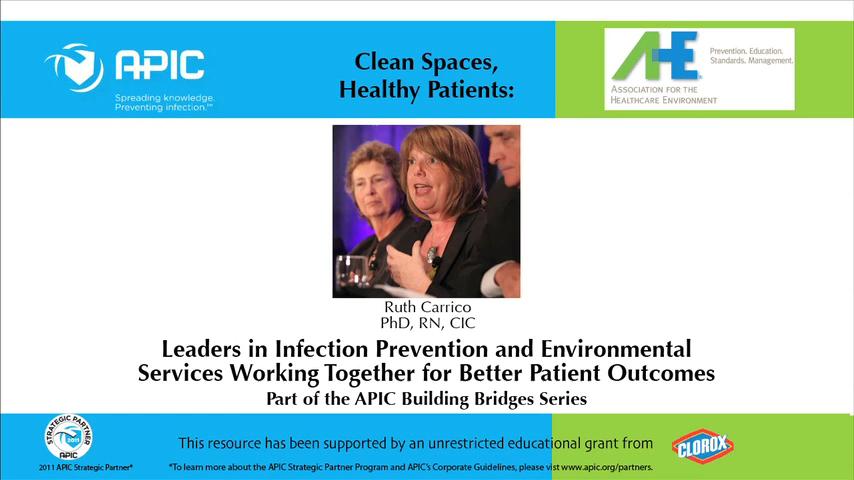 APIC
Spreading knowledge.
Preventing infection.℠
Clean Spaces,
Healthy Patients:
AHE
Prevention. Education.
Standards. Management.
ASSOCIATION FOR THE
HEALTHCARE ENVIRONMENT
Ruth Carrico
PhD, RN, CIC
Leaders in Infection Prevention and Environmental
Services Working Together for Better Patient Outcomes
Part of the APIC Building Bridges Series
STRATEGIC PARTNER
2011
APIC
2011 APIC Strategic Partner*
This resource has been supported by an unrestricted educational grant from
CLOROX
*To learn more about the APIC Strategic Partner Program and APIC's Corporate Guidelines, please vist www.apic.org/partners.